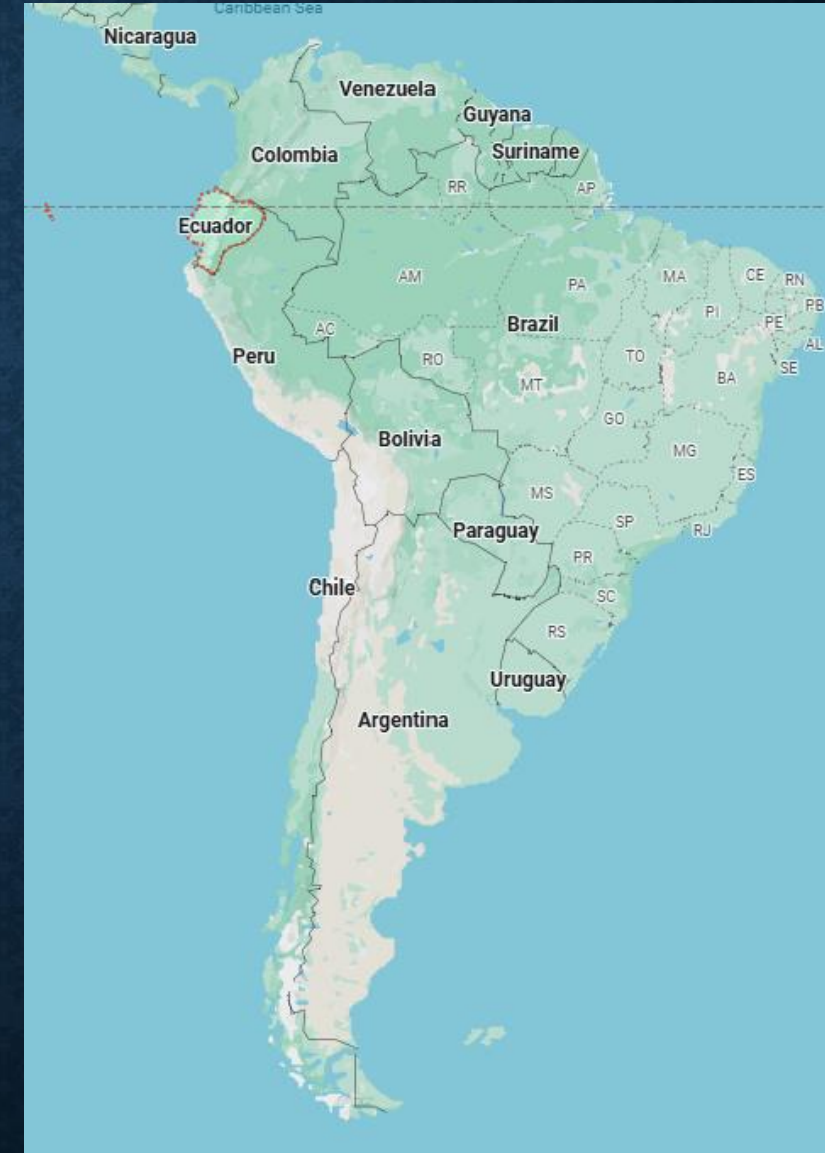 Caribbean Sea
Nicaragua
Venezuela
Guyana
Colombia
Suriname
RR
AP
Ecuador
AM
PA
MA
CE
RN
PB
PI
PE
Brazil
AC
AL
Peru
RO
TO
SE
MT
BA
GO
Bolivia
MG
ES
MS
SP
Paraguay
RJ
PR
Chile
SC
RS
Uruguay
Argentina